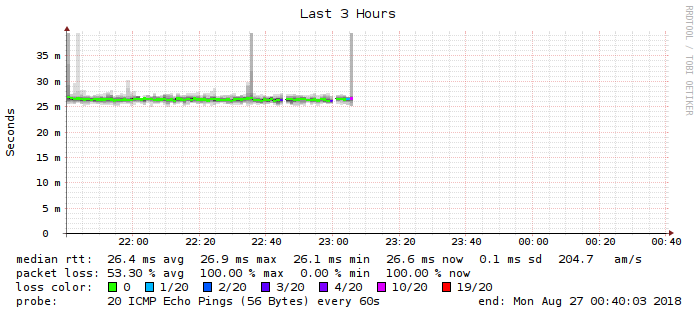 Last 3 Hours
RRDTOOL / TOBI OETIKER
Seconds
35 m
30 m
25 m
20 m
15 m
10 m
5 m
0
22:00 22:20 22:40 23:00 23:20 23:40 00:00 00:20 00:40
median rtt: 26.4 ms avg 26.9 ms max 26.1 ms min 26.6 ms now 0.1 ms sd 204.7 am/s
packet loss: 53.30 % avg 100.00 % max 0.00 % min 100.00 % now
loss color: 0 1/20 2/20 3/20 4/20 10/20 19/20
probe: 20 ICMP Echo Pings (56 Bytes) every 60s end: Mon Aug 27 00:40:03 2018